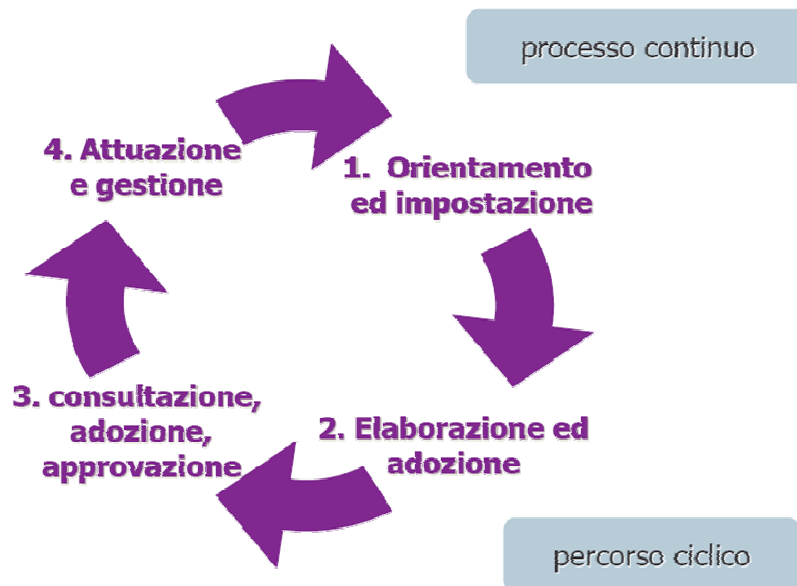 processo continuo
4. Attuazione
e gestione
1. Orientamento
ed impostazione
3. consultazione,
adozione,
approvazione
2. Elaborazione ed
adozione
percorso ciclico